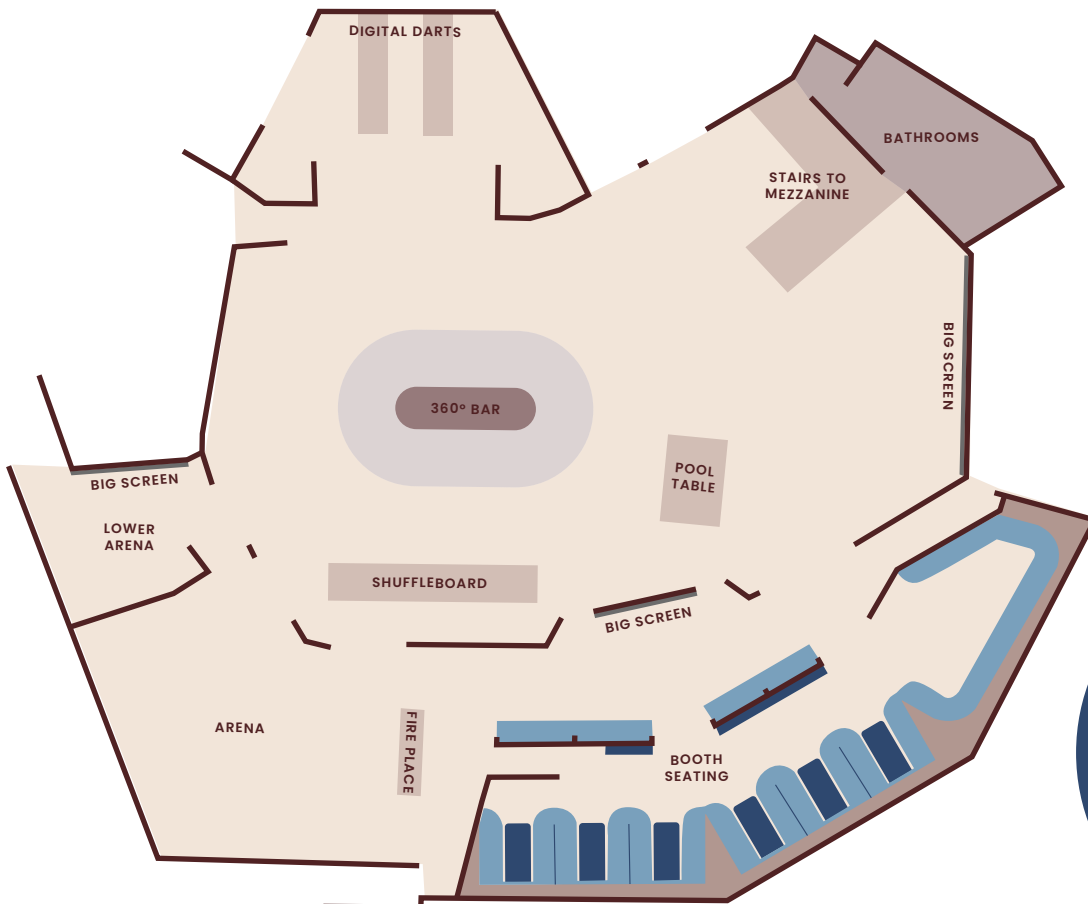 DIGITAL DARTS
BATHROOMS
STAIRS TO
MEZZANINE
BIG SCREEN
360° BAR
POOL
TABLE
BIG SCREEN
LOWER
ARENA
SHUFFLEBOARD
BIG SCREEN
ARENA
FIRE PLACE
BOOTH
SEATING